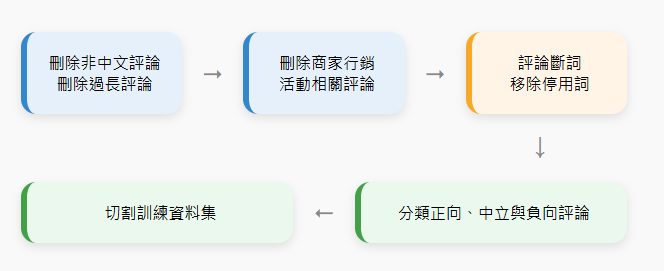 刪除非中文評論
刪除過長評論
刪除商家行銷
活動相關評論
評論斷詞
移除停用詞
分類正向、中立與負向評論
切割訓練資料集